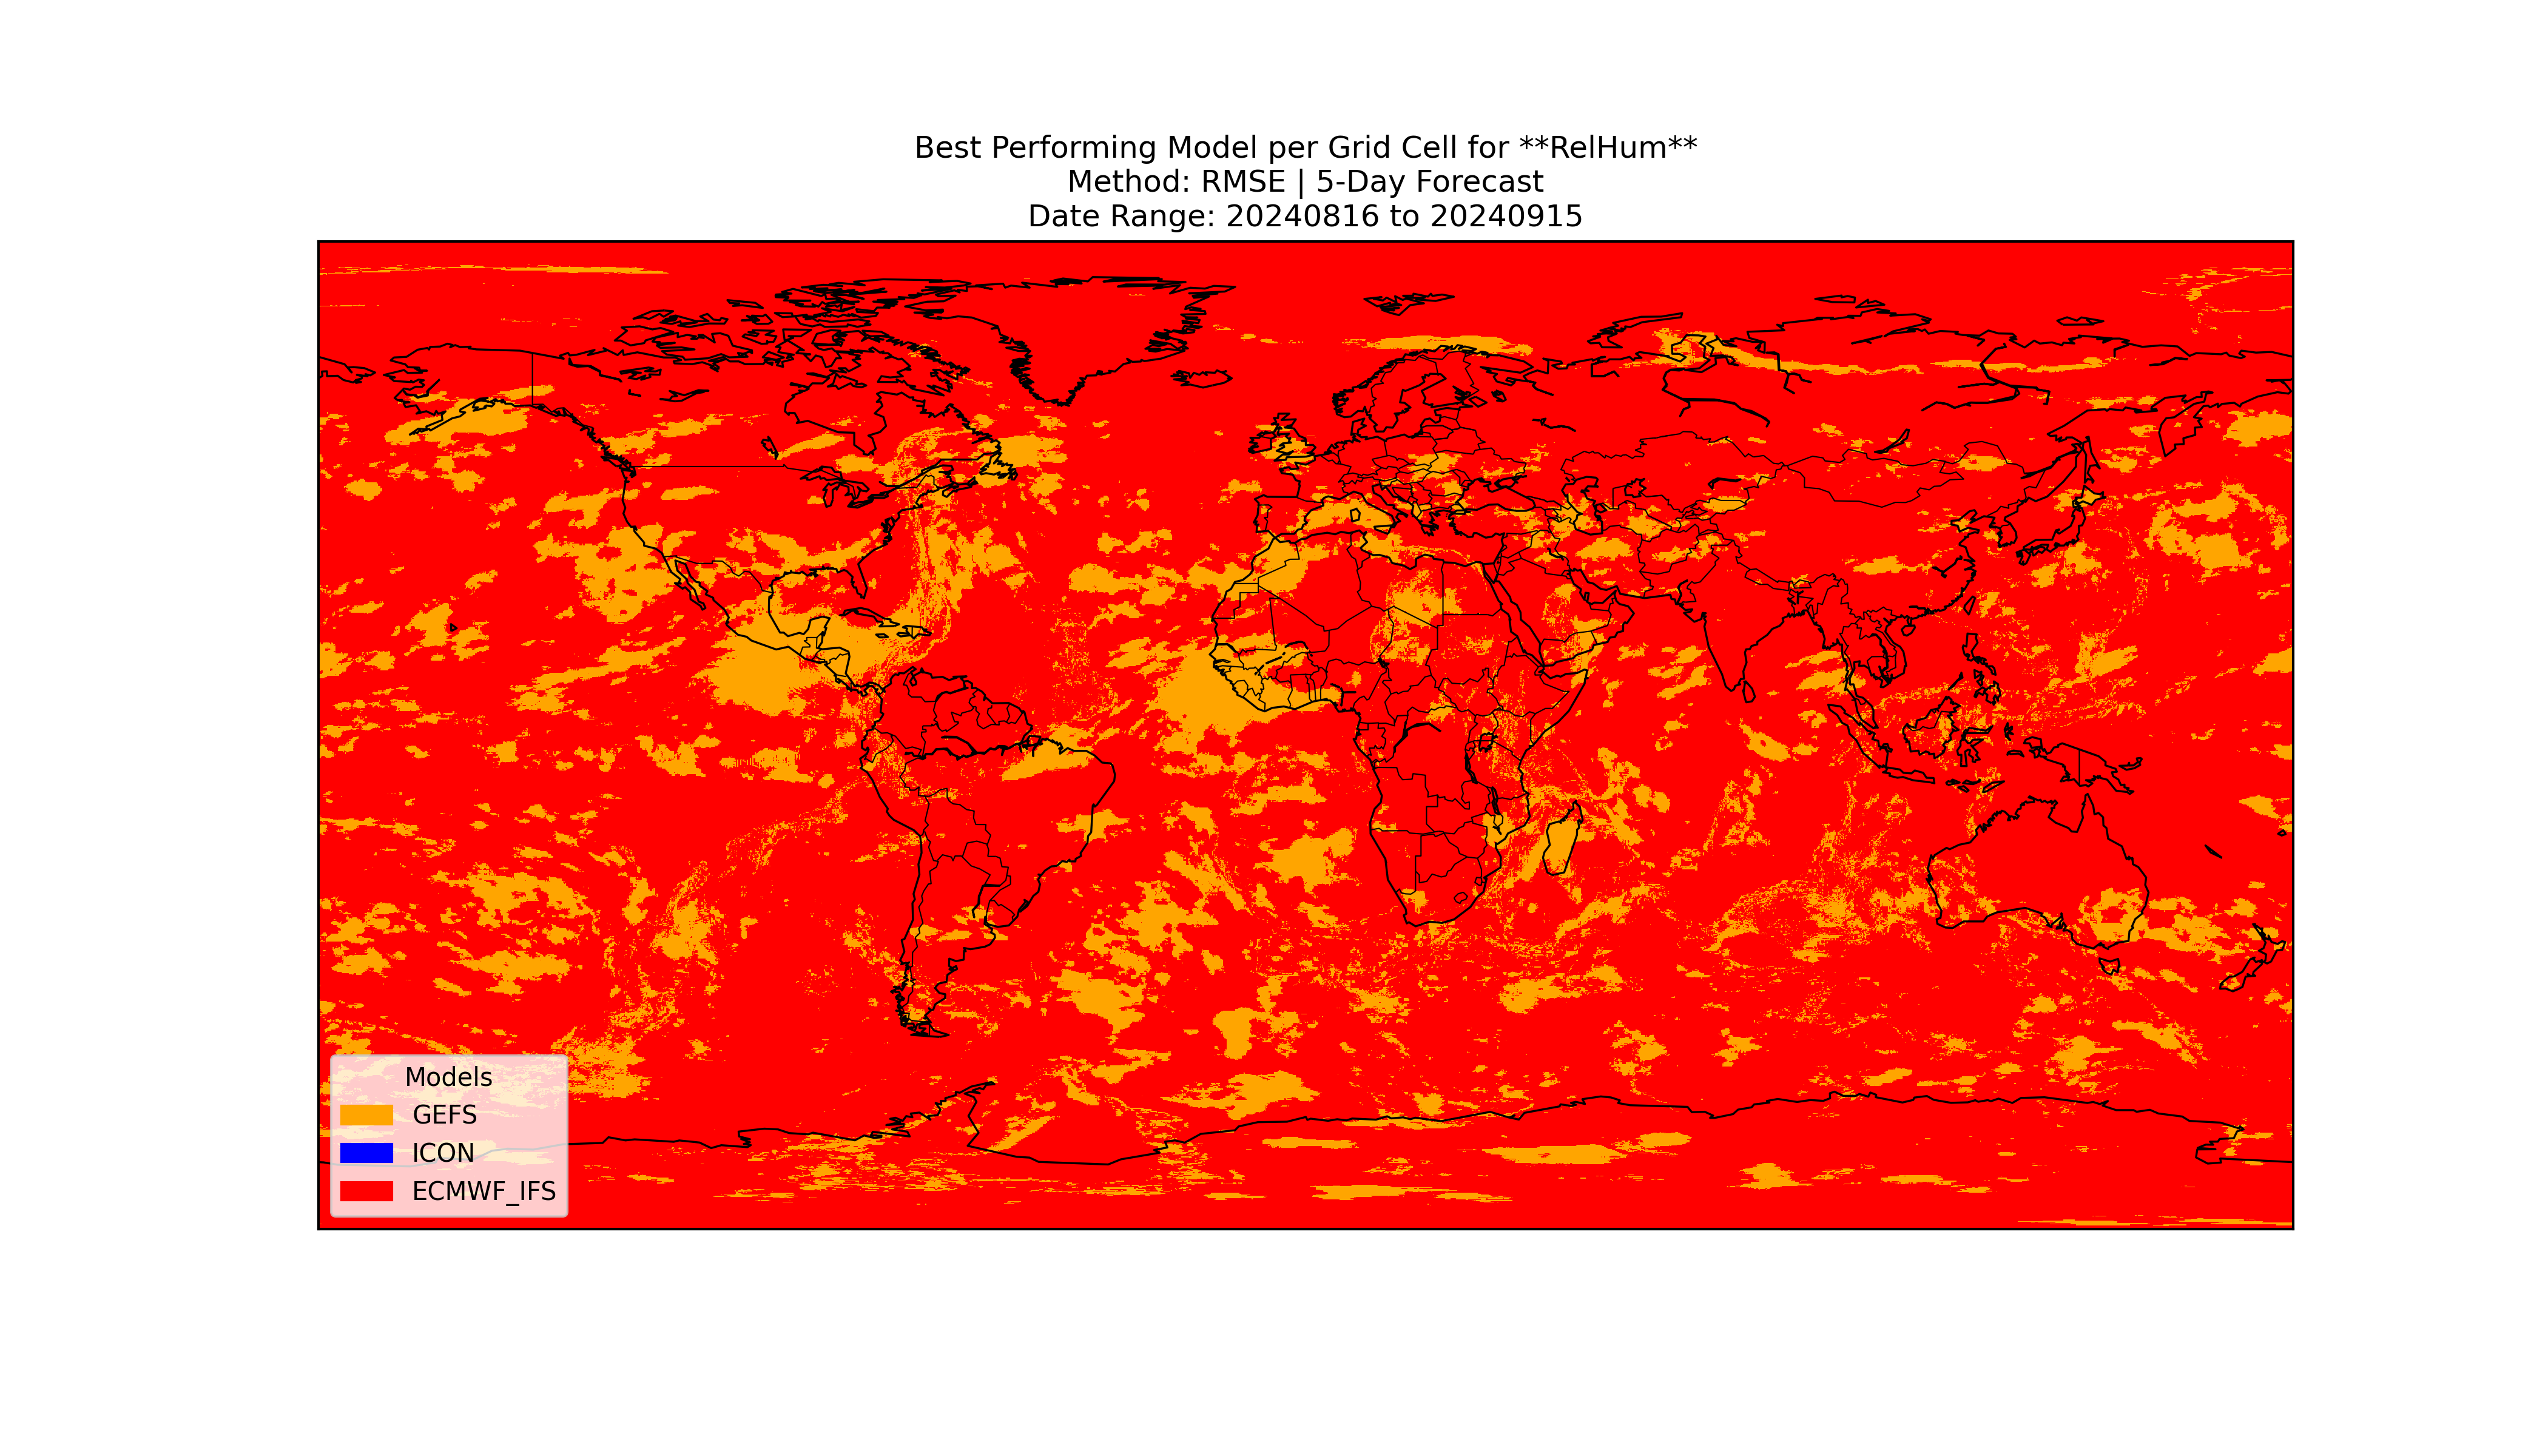 Best Performing Model per Grid Cell for **RelHum**
Method: RMSE | 5-Day Forecast
Date Range: 20240816 to 20240915
Models
GEFS
ICON
ECMWF_IFS